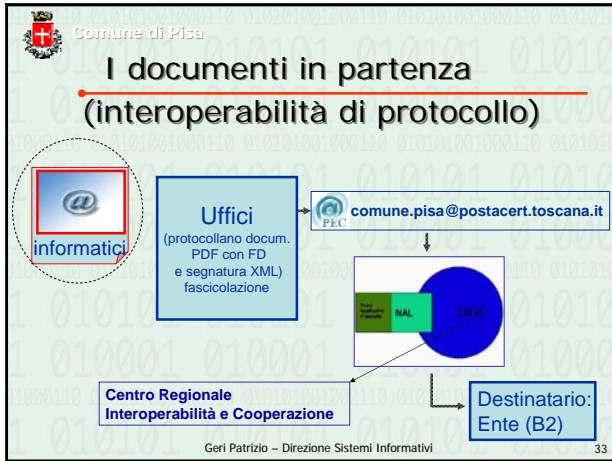 Comune di Pisa
I documenti in partenza
(interoperabilità di protocollo)
@
informatici
Uffici
(protocollano docum.
PDF con FD
e segnatura XML)
fascicolazione
@
PEC
comune.pisa@postacert.toscana.it
NAL
CRIC
Centro Regionale
Interoperabilità e Cooperazione
Destinatario:
Ente (B2)
Geri Patrizio – Direzione Sistemi Informativi
33